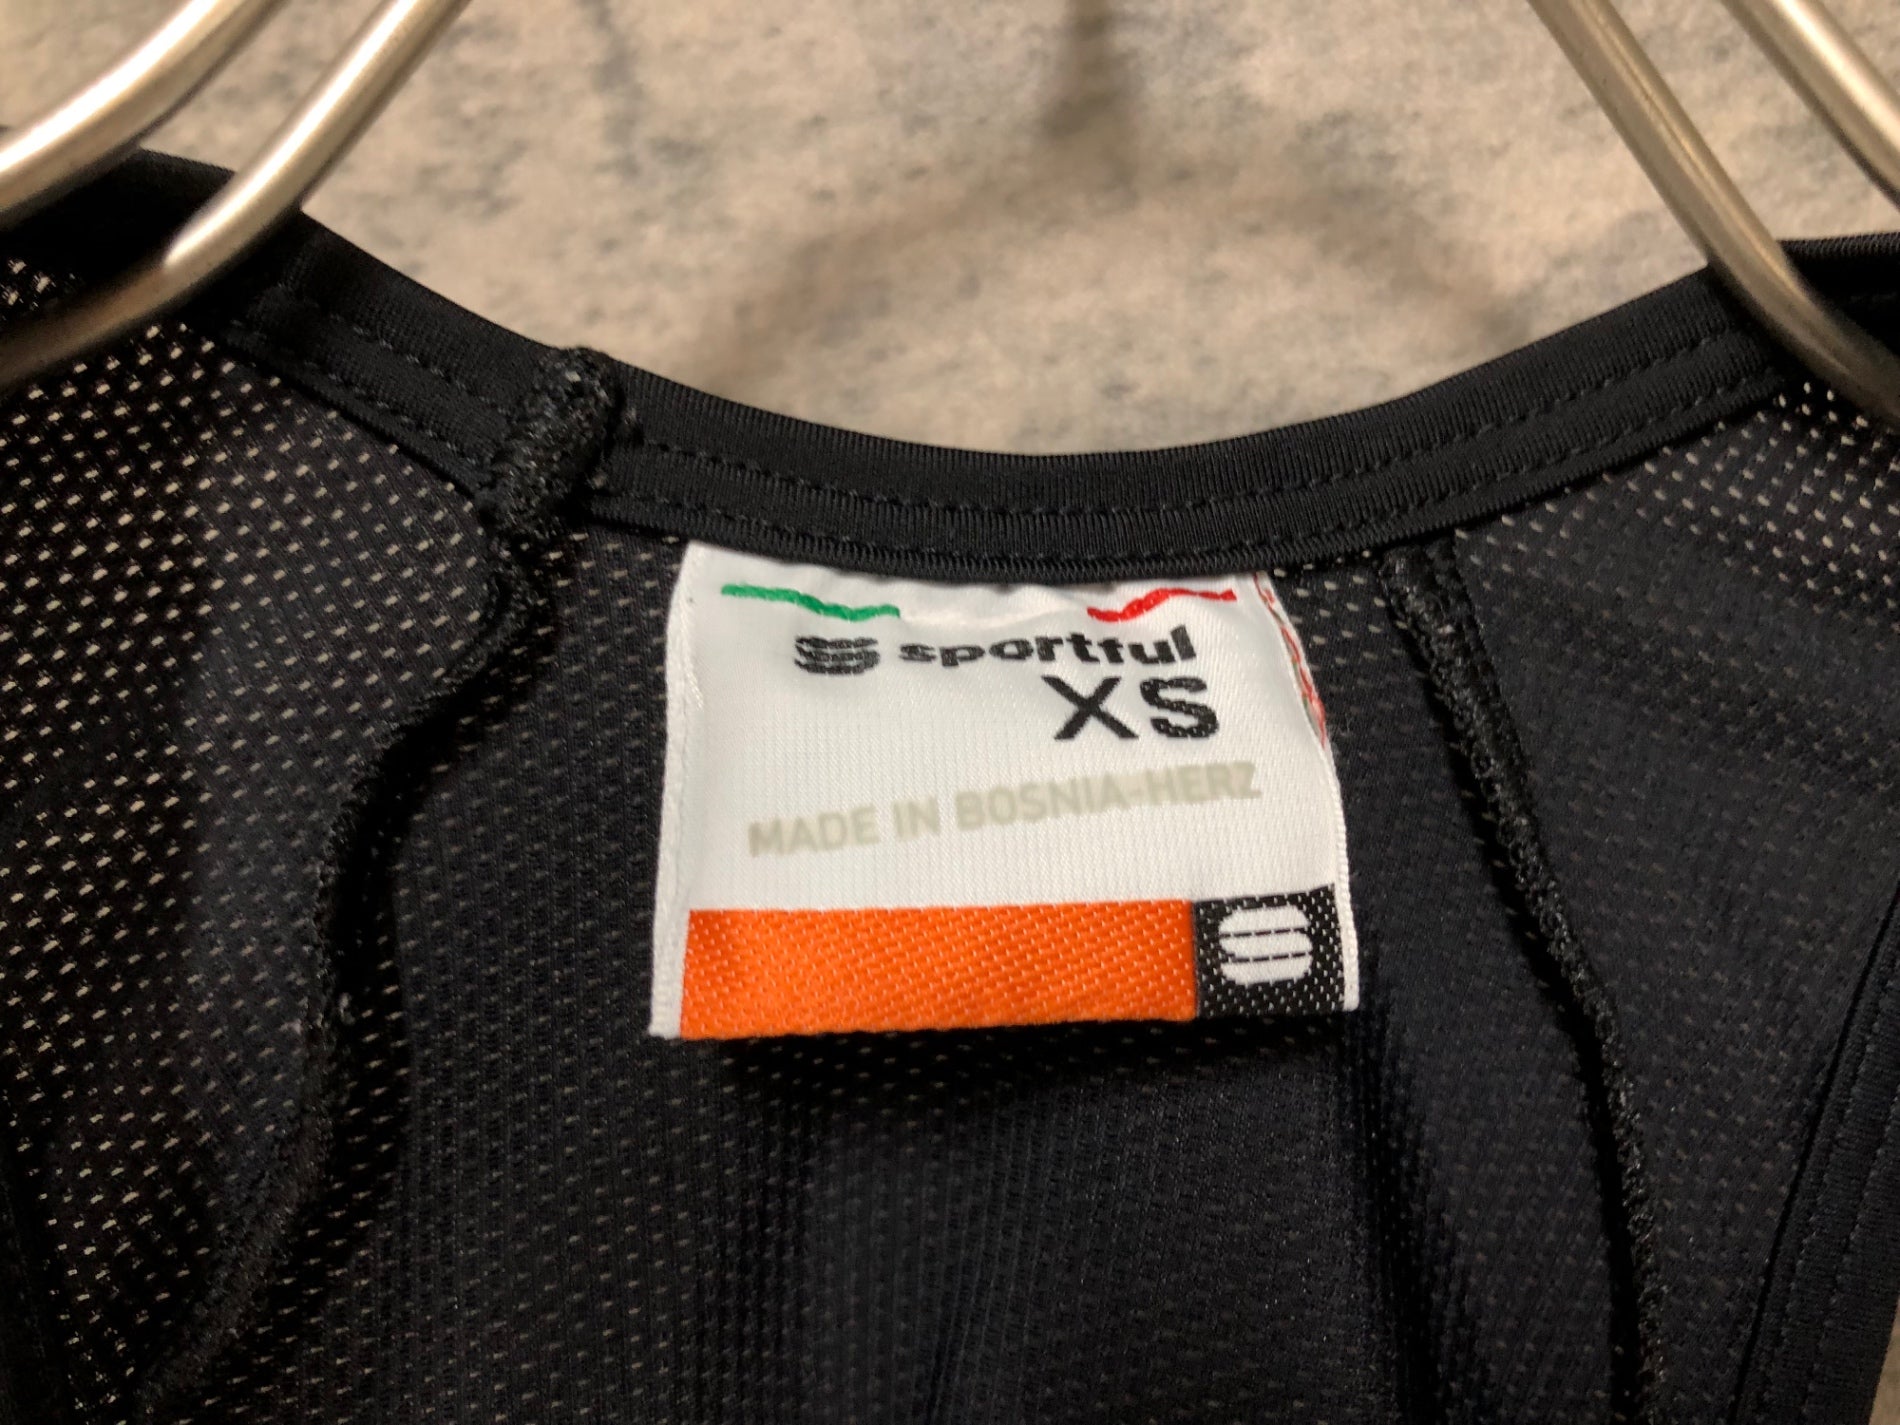 sportful
XS
MADE IN BOSNIA-HERZ